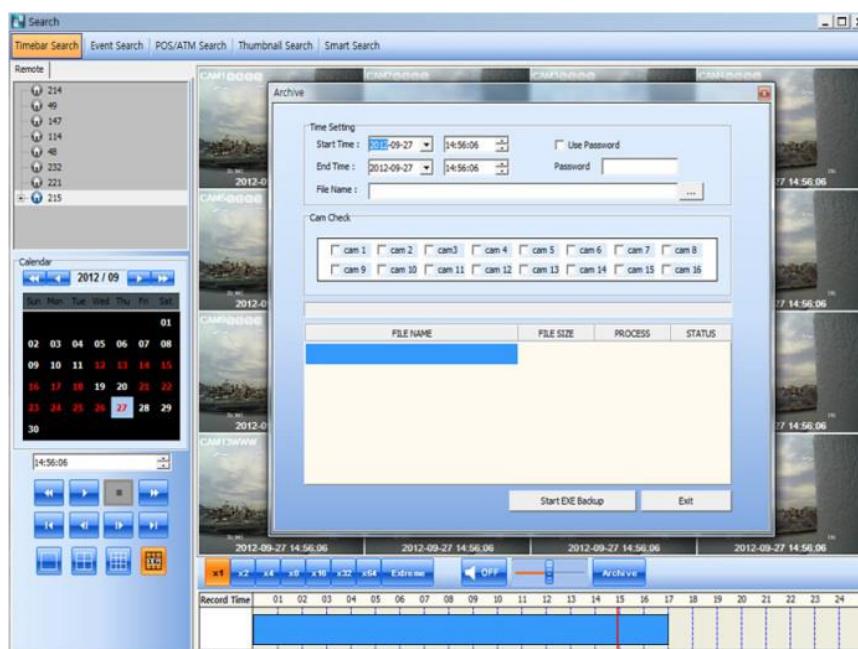 Search
Timebar Search Event Search POS/ATM Search Thumbnail Search Smart Search
Remote
214
49
147
114
48
232
221
215
Calendar
2012 / 09
Sun Mon Tue Wed Thu Fri Sat
01
02 03 04 05 06 07 08
09 10 11 12 13 14 15
16 17 18 19 20 21 22
23 24 25 26 27 28 29
30
14:56:06
Archive
Time Setting
Start Time : 2012-09-27 14:56:06 Use Password
End Time : 2012-09-27 14:56:06 Password
File Name : ...
Cam Check
cam 1 cam 2 cam3 cam 4 cam 5 cam 6 cam 7 cam 8
cam 9 cam 10 cam 11 cam 12 cam 13 cam 14 cam 15 cam 16
FILE NAME FILE SIZE PROCESS STATUS
Start EXE Backup Exit
CAM13WWW
2012-09-27 14:56:06 2012-09-27 14:56:06 2012-09-27 14:56:06 2012-09-27 14:56:06
x1 x2 x4 x8 x16 x32 x64 Extreme OFF Archive
Record Time 01 02 03 04 05 06 07 08 09 10 11 12 13 14 15 16 17 18 19 20 21 22 23 24